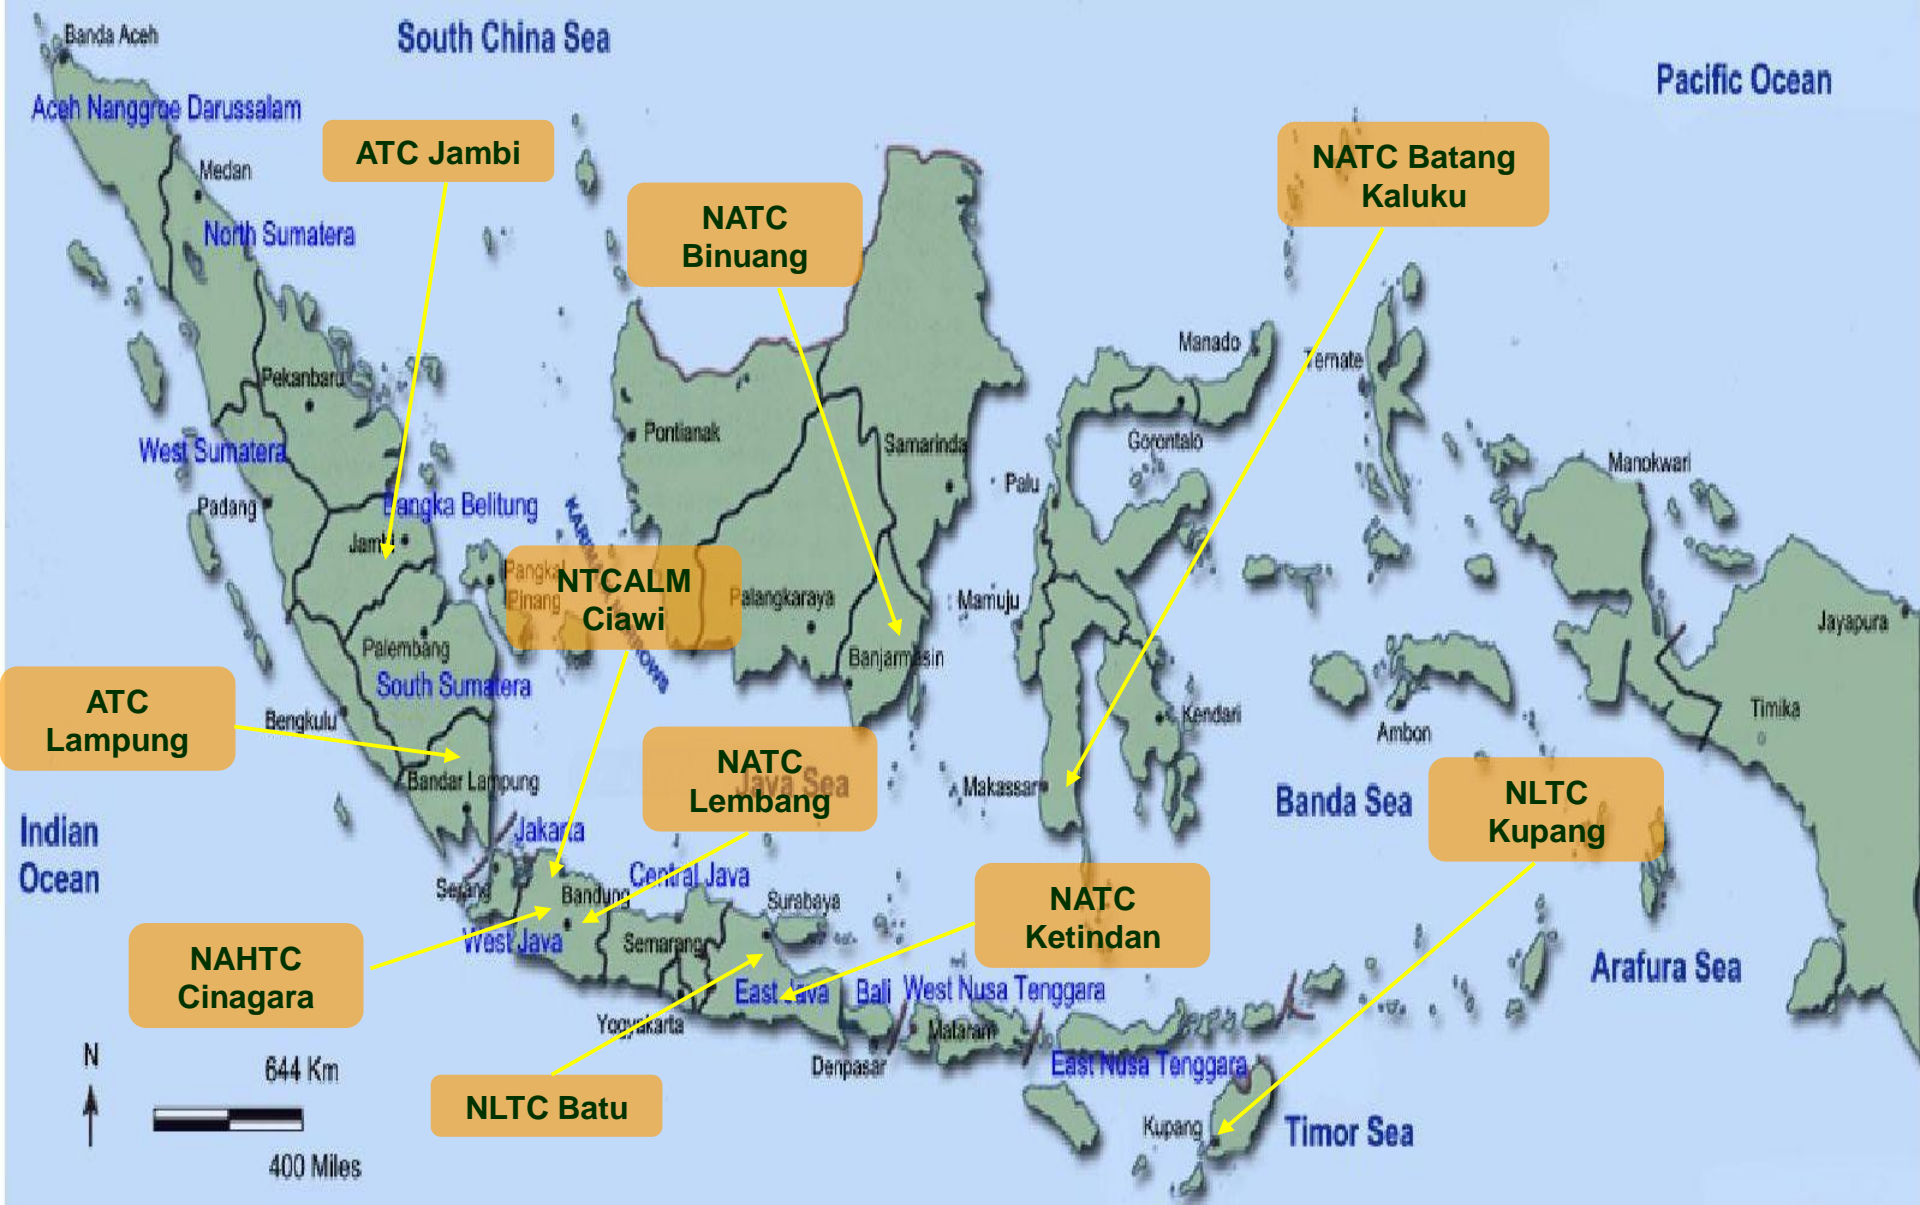 Banda Aceh
South China Sea
Pacific Ocean
Aceh Nanggroe Darussalam
ATC Jambi
NATC Batang
Kaluku
Medan
NATC
Binuang
North Sumatera
Manado
Ternate
Pekanbaru
Pontianak
Samarinda
Gorontalo
West Sumatera
Manokwari
Palu
Padang
Bangka Belitung
Jambi
Pangkal
Pinang
NTCALM
Ciawi
Palangkaraya
Mamuju
Jayapura
Palembang
Banjarmasin
South Sumatera
ATC
Lampung
Bengkulu
Kendari
Timika
Ambon
Bandar Lampung
NATC
Lembang
Java Sea
Makassar
Banda Sea
NLTC
Kupang
Indian
Ocean
Jakarta
Serang
Bandung
Central Java
Surabaya
NATC
Ketindan
West Java
Semarang
NAHTC
Cinagara
Arafura Sea
East Java
Bali
West Nusa Tenggara
Yogyakarta
Mataram
N
644 Km
Denpasar
East Nusa Tenggara
NLTC Batu
Kupang
Timor Sea
400 Miles